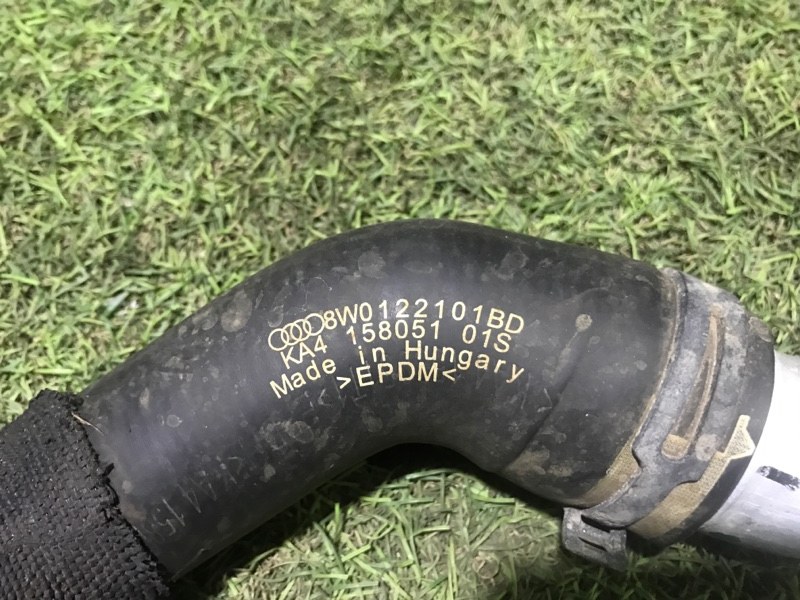 8W0122101BD
KA4 158051 01S
Made in Hungary
>EPDM<